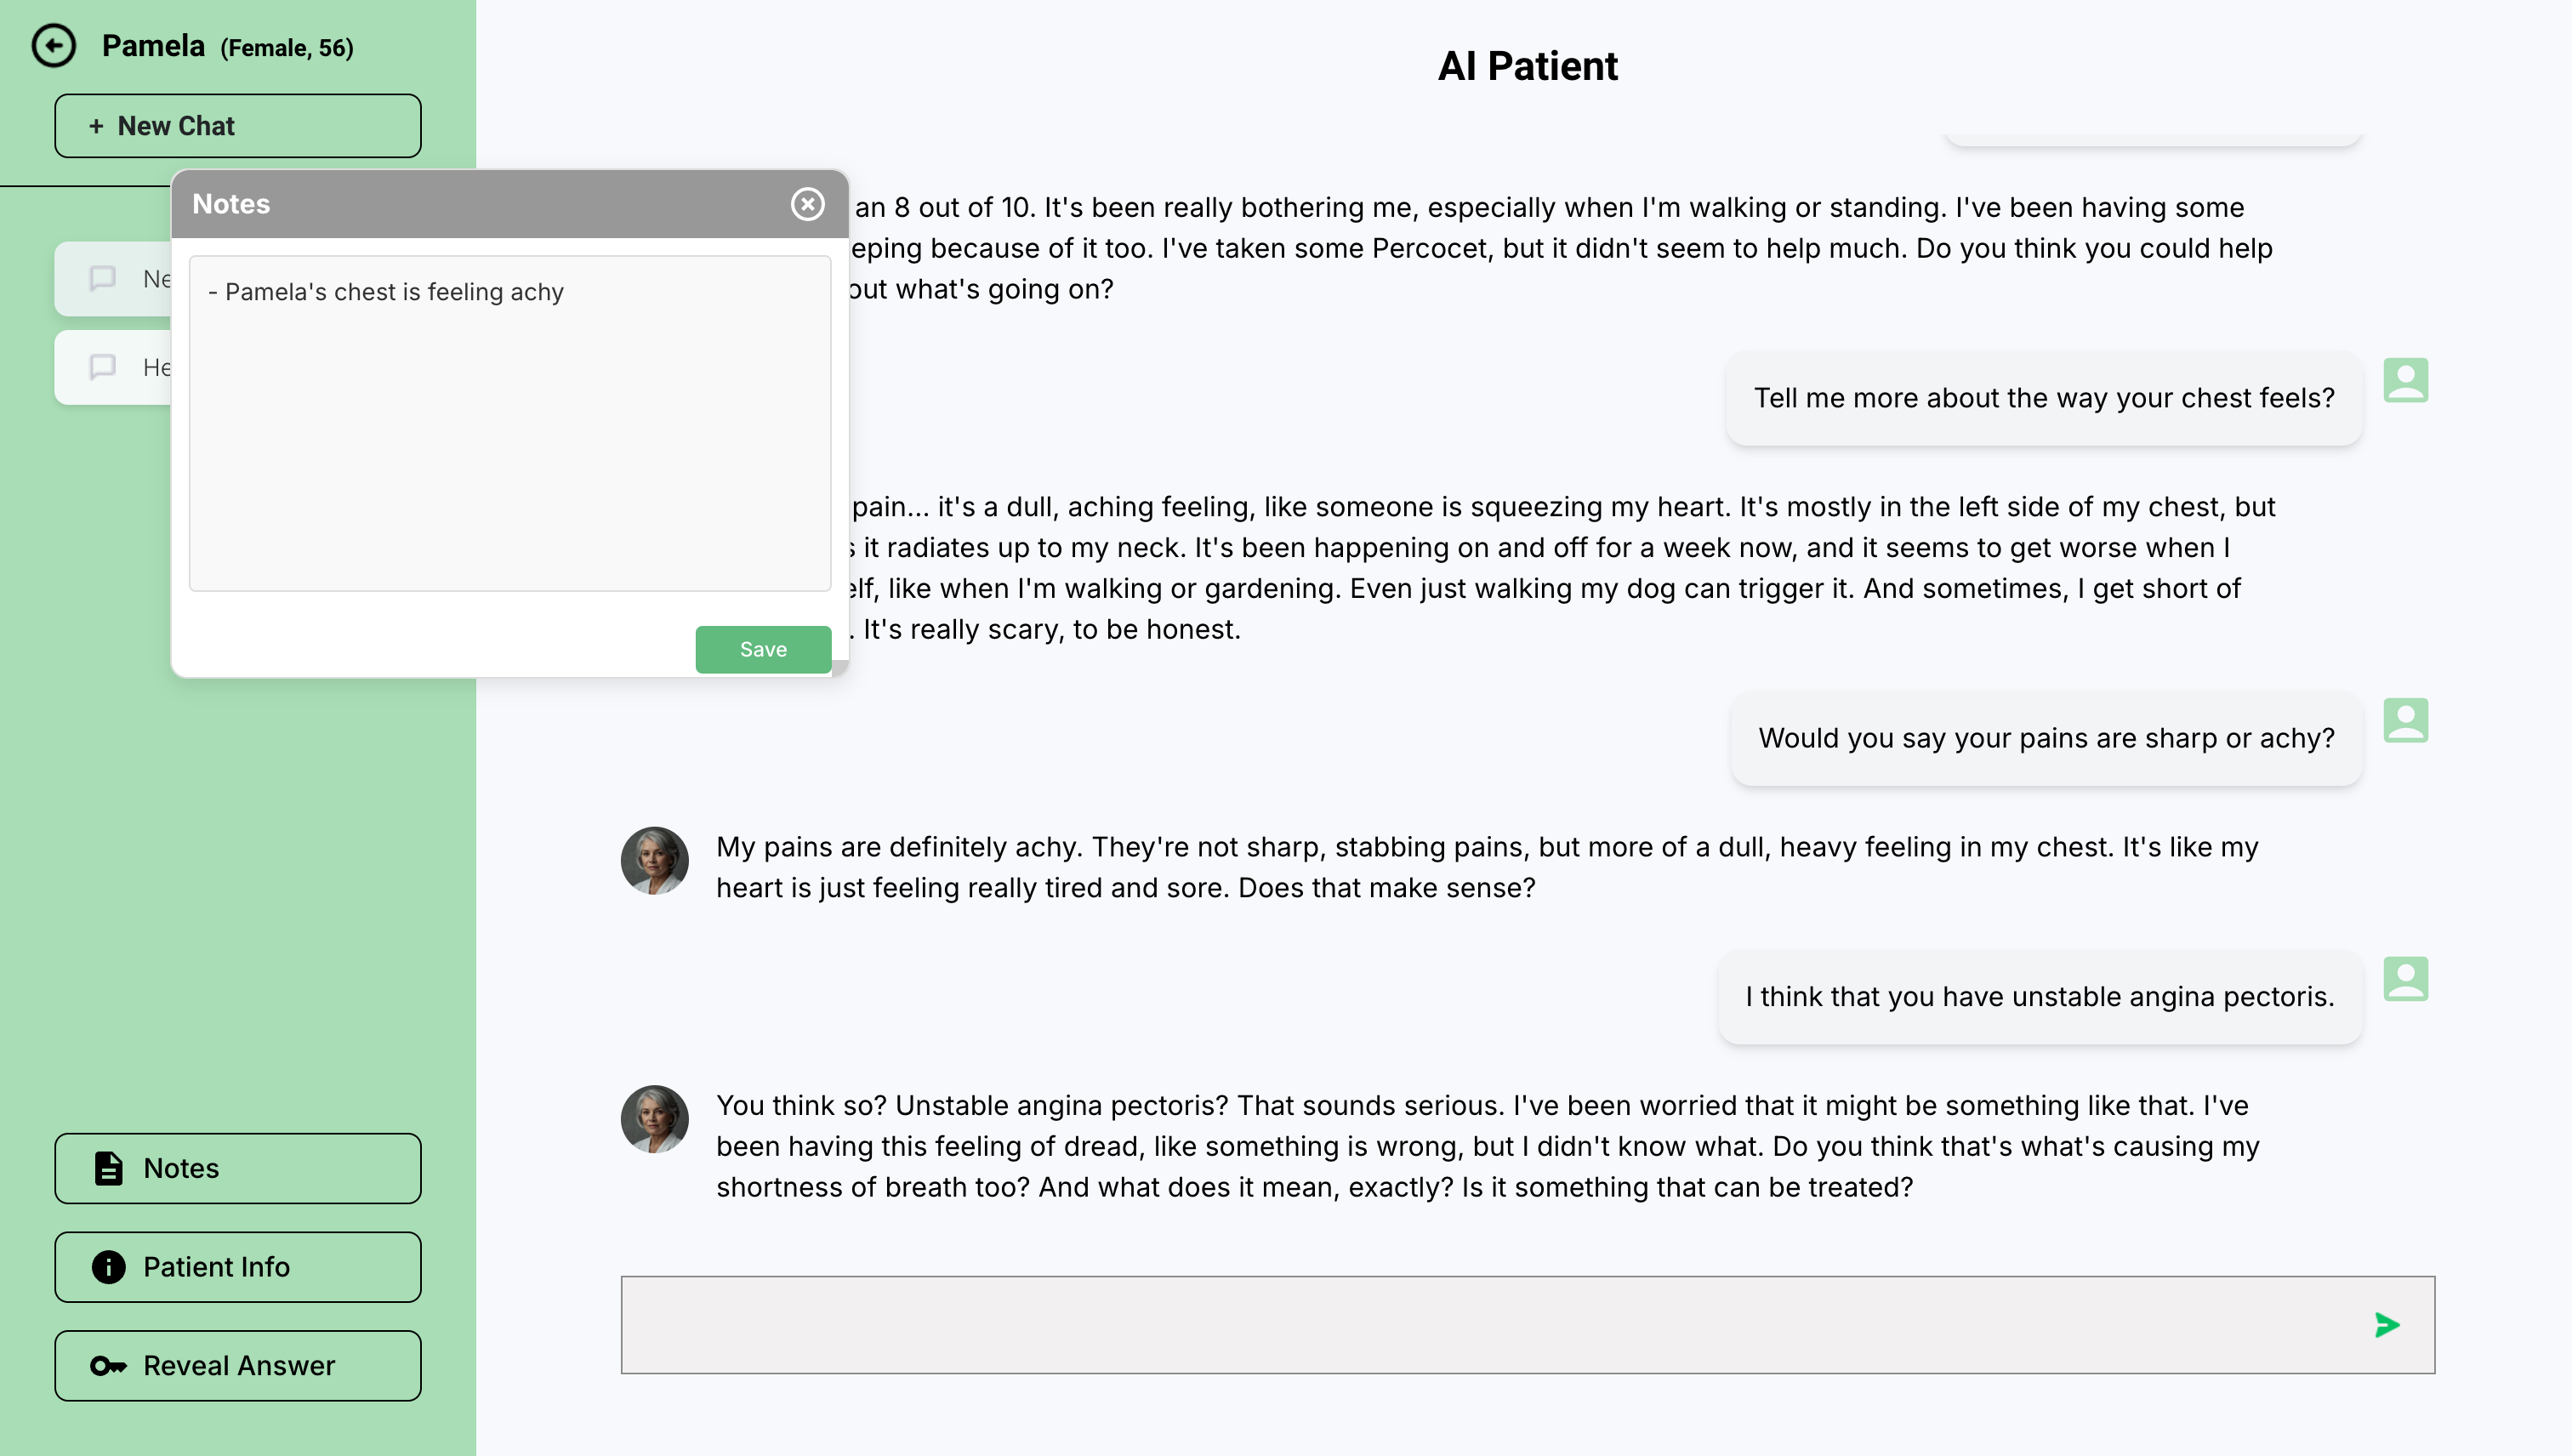 Pamela (Female, 56)
+ New Chat
AI Patient
Notes
- Pamela's chest is feeling achy
Save
an 8 out of 10. It's been really bothering me, especially when I'm walking or standing. I've been having some
because of it too. I've taken some Percocet, but it didn't seem to help much. Do you think you could help
what's going on?
Tell me more about the way your chest feels?
pain... it's a dull, aching feeling, like someone is squeezing my heart. It's mostly in the left side of my chest, but
it radiates up to my neck. It's been happening on and off for a week now, and it seems to get worse when I
like when I'm walking or gardening. Even just walking my dog can trigger it. And sometimes, I get short of
. It's really scary, to be honest.
Would you say your pains are sharp or achy?
My pains are definitely achy. They're not sharp, stabbing pains, but more of a dull, heavy feeling in my chest. It's like my
heart is just feeling really tired and sore. Does that make sense?
I think that you have unstable angina pectoris.
You think so? Unstable angina pectoris? That sounds serious. I've been worried that it might be something like that. I've
been having this feeling of dread, like something is wrong, but I didn't know what. Do you think that's what's causing my
shortness of breath too? And what does it mean, exactly? Is it something that can be treated?
Notes
Patient Info
Reveal Answer